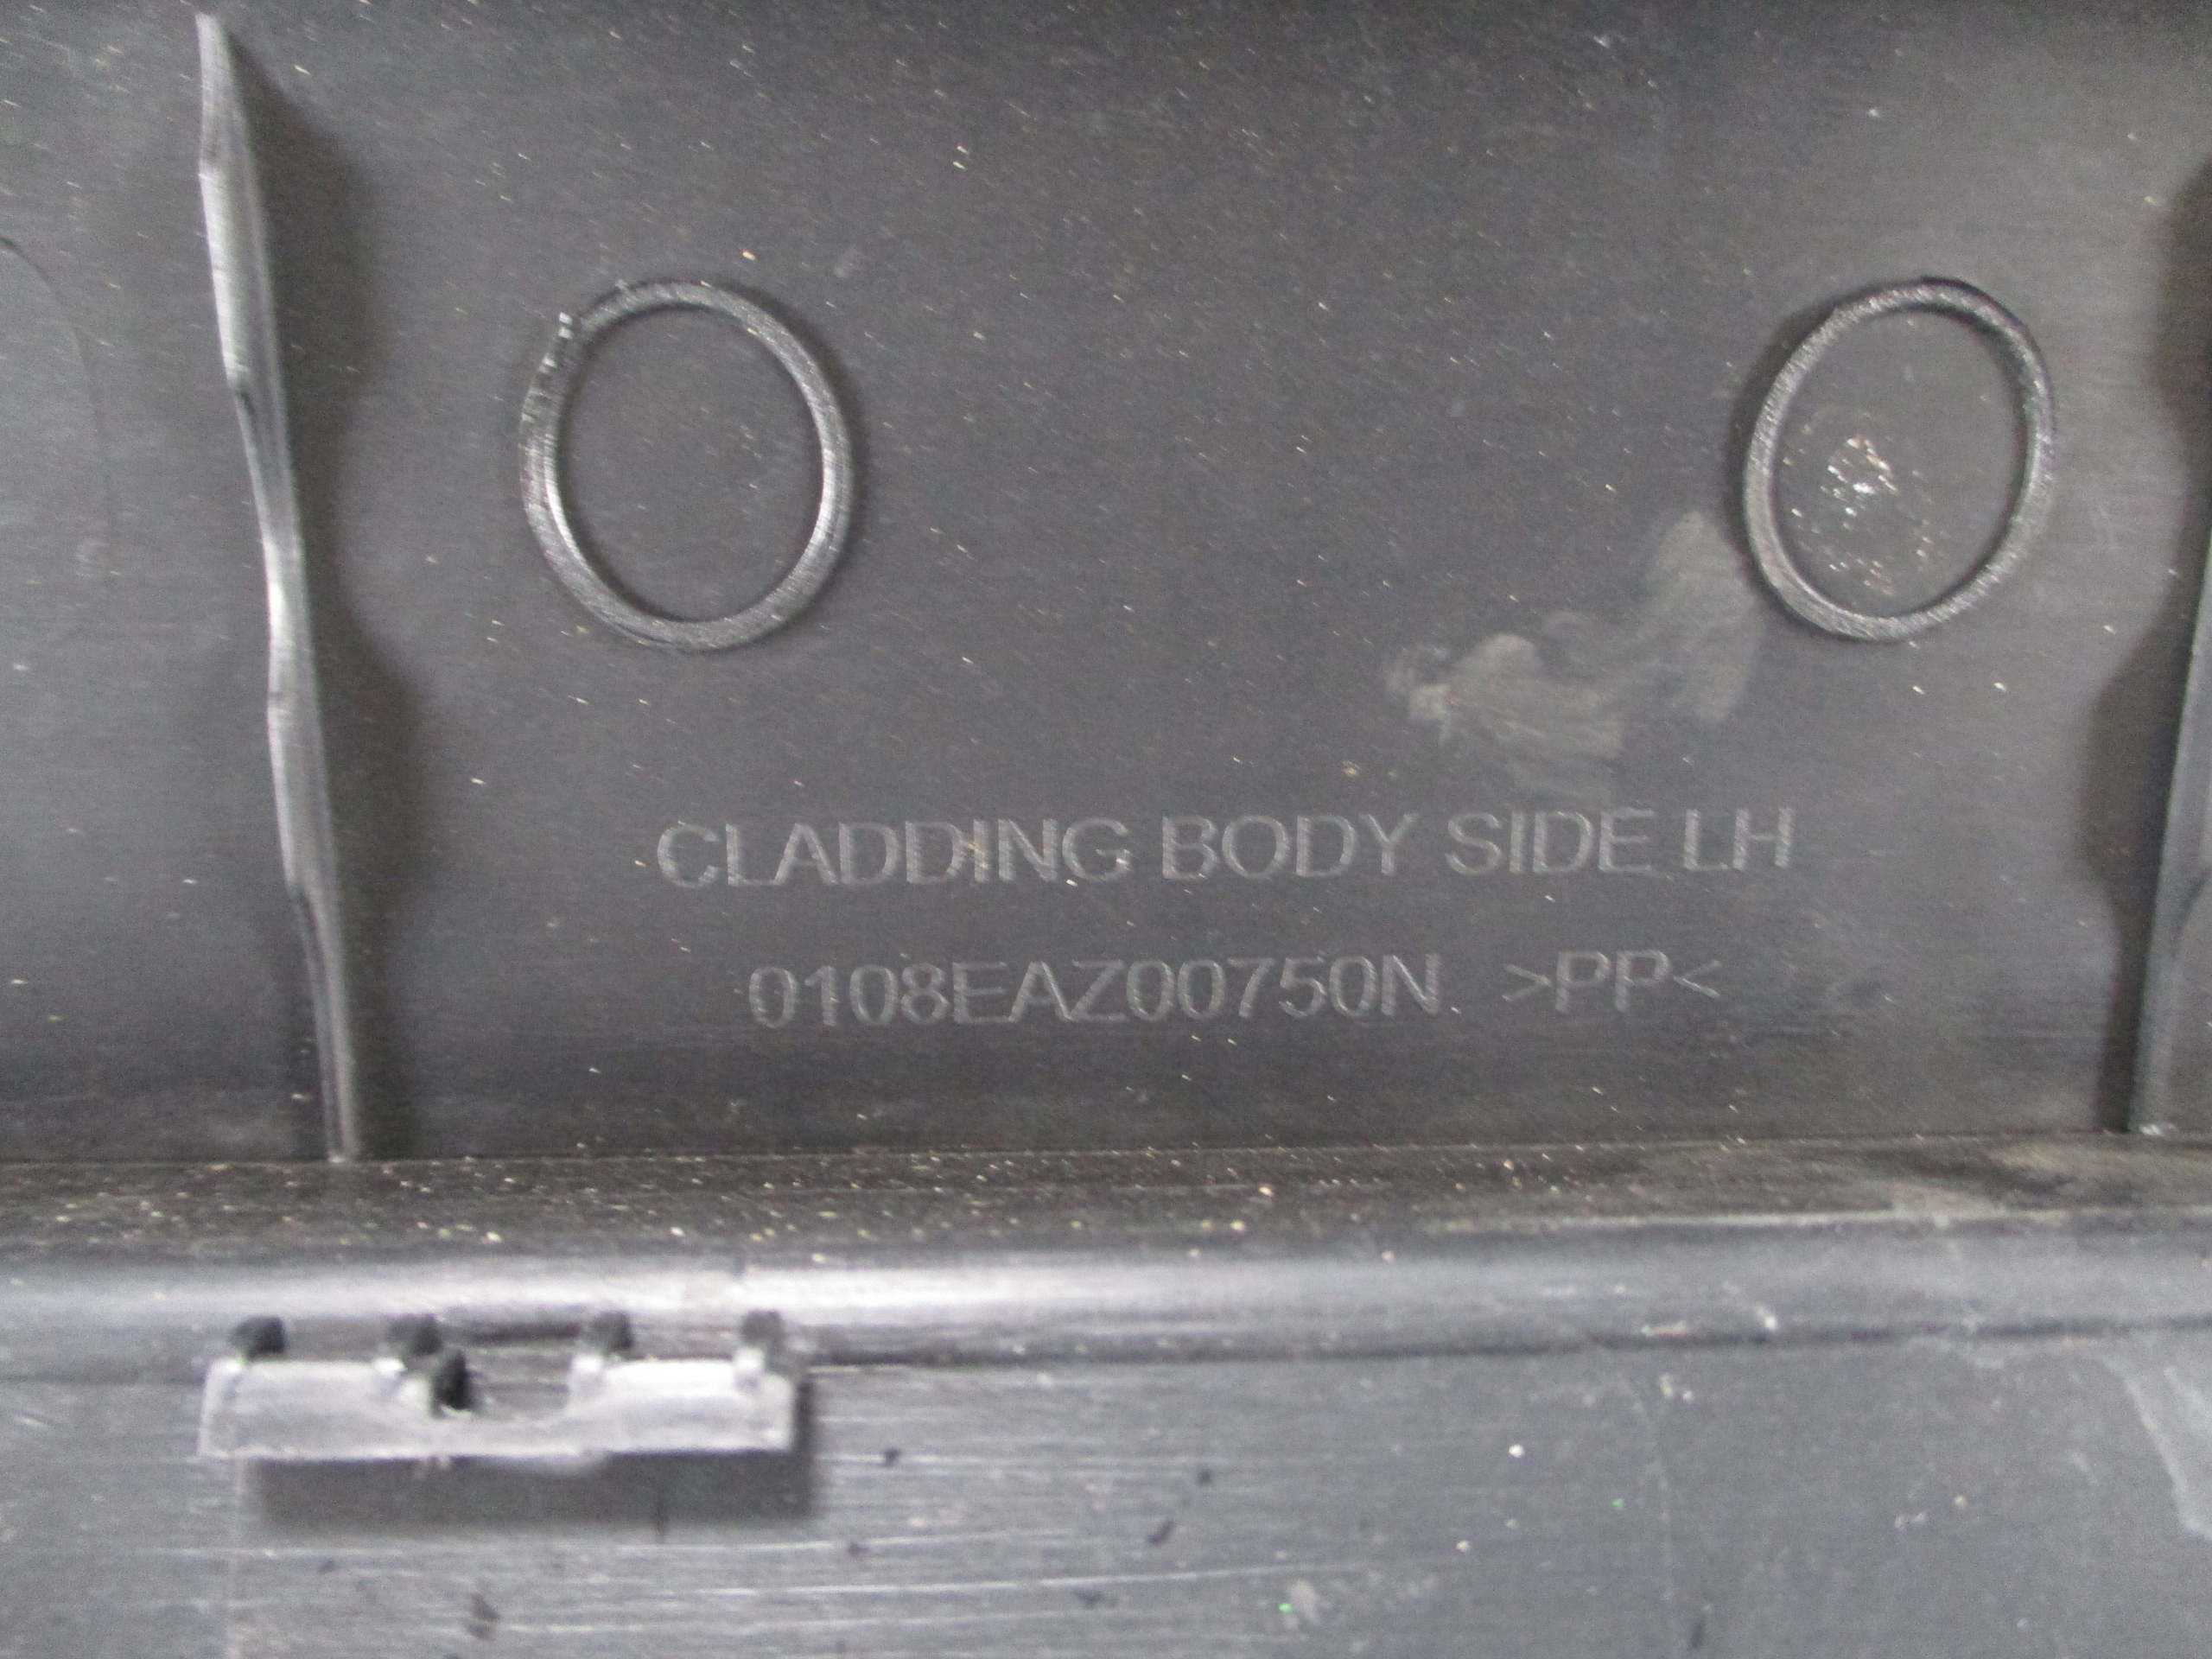 CLADDING BODY SIDE LH
0108EAZ00750N >PP<